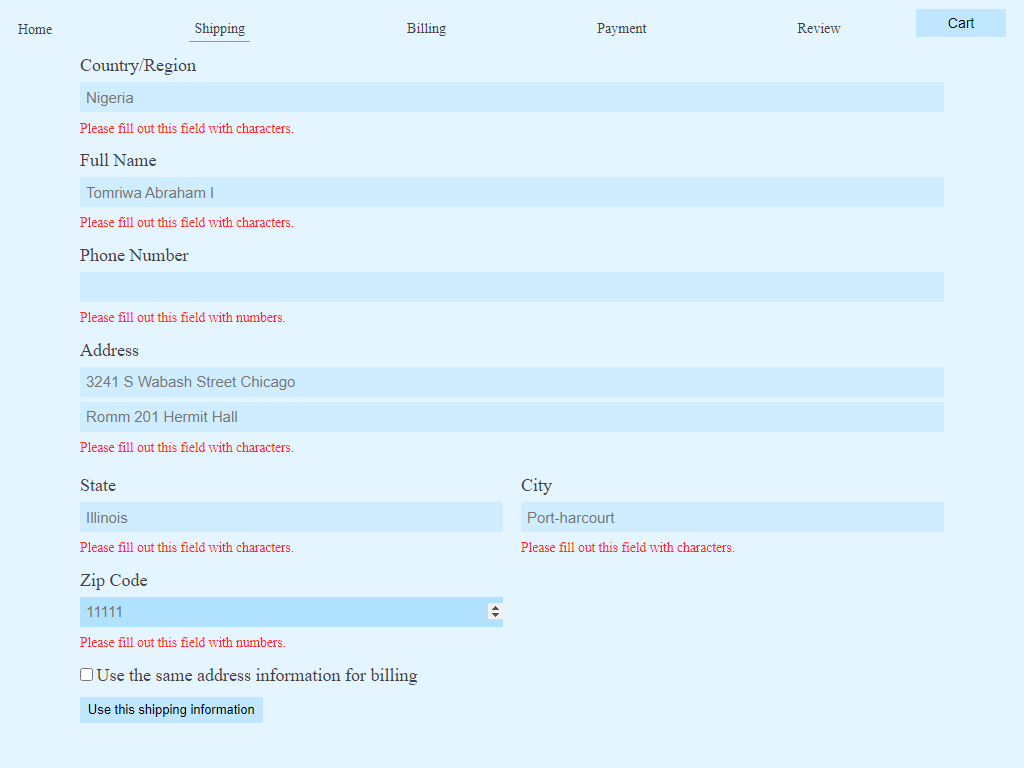 Home Shipping Billing Payment Review Cart
Country/Region
Nigeria
Please fill out this field with characters.
Full Name
Tomriwa Abraham I
Please fill out this field with characters.
Phone Number
Please fill out this field with numbers.
Address
3241 S Wabash Street Chicago
Romm 201 Hermit Hall
Please fill out this field with characters.
State City
Illinois Port-harcourt
Please fill out this field with characters. Please fill out this field with characters.
Zip Code
11111
Please fill out this field with numbers.
Use the same address information for billing
Use this shipping information